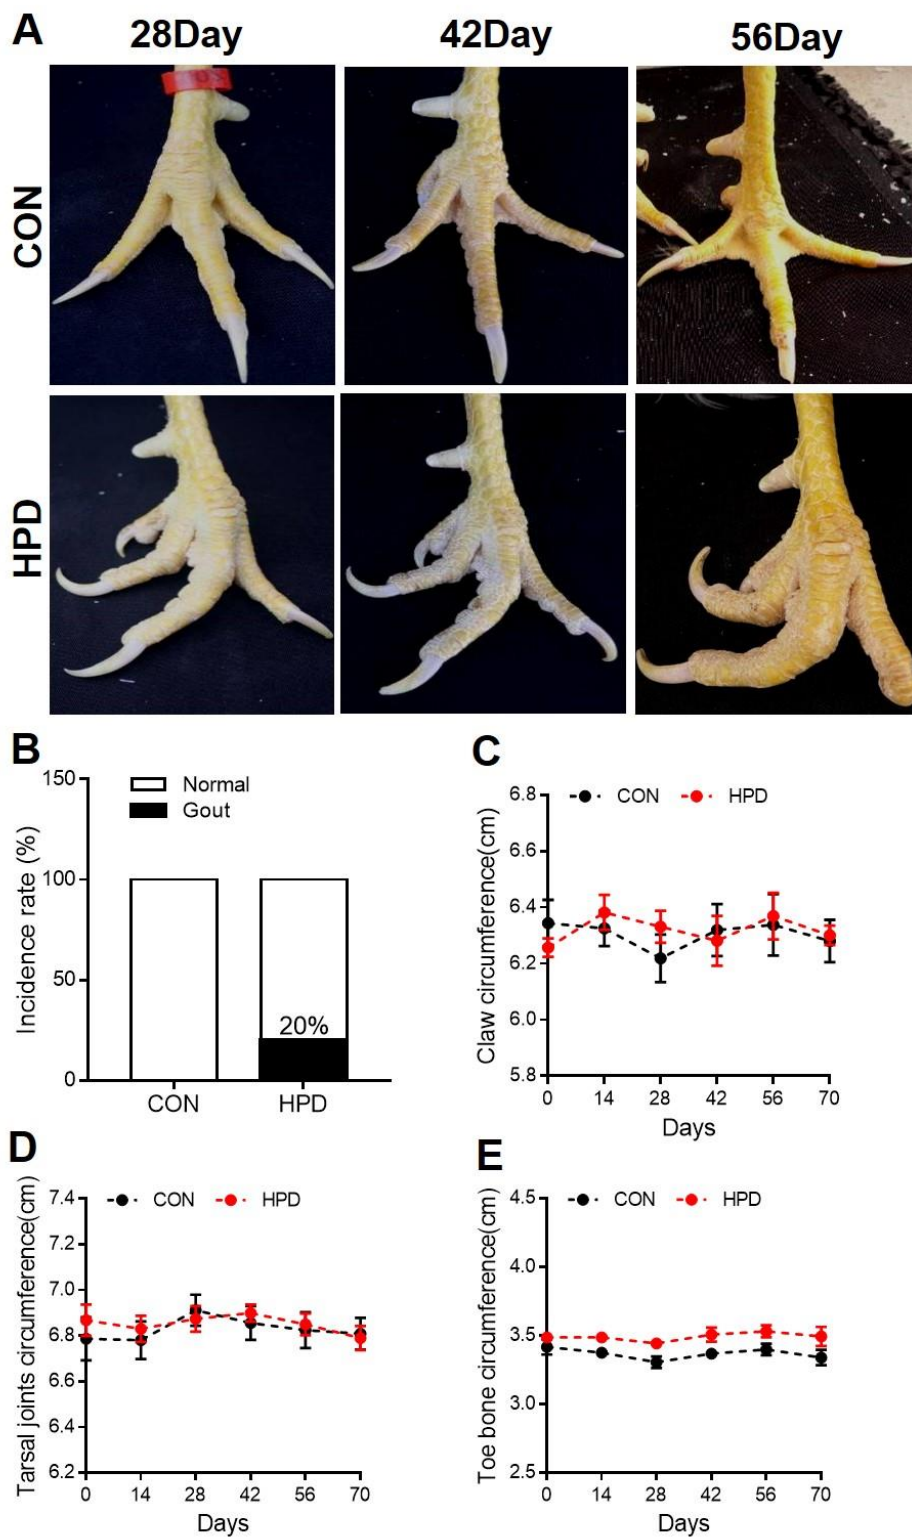 A
28Day
42Day
56Day
CON
HPD
B
Incidence rate (%)
150
100
50
0
Normal
Gout
20%
CON
HPD
C
Claw circumference(cm)
6.8
6.6
6.4
6.2
6.0
5.8
CON
HPD
0 14 28 42 56 70
Days
D
Tarsal joints circumference(cm)
7.4
7.2
7.0
6.8
6.6
6.4
6.2
CON
HPD
0 14 28 42 56 70
Days
E
Toe bone circumference(cm)
4.5
4.0
3.5
3.0
2.5
CON
HPD
0 14 28 42 56 70
Days